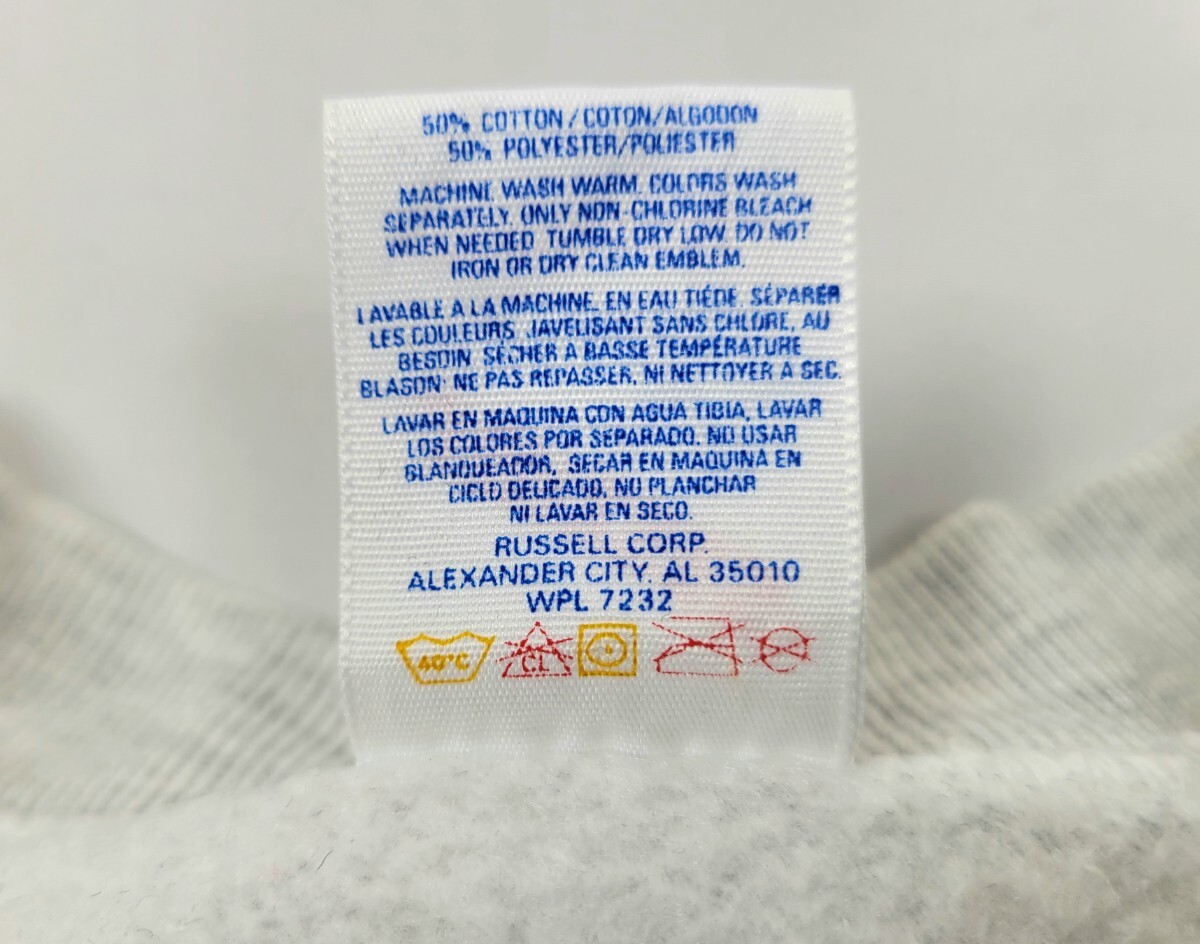 50% COTTON/COTON/ALGODON
50% POLYESTER/POLIESTER
MACHINE WASH WARM. COLORS WASH
SEPARATELY. ONLY NON-CHLORINE BLEACH
WHEN NEEDED. TUMBLE DRY LOW. DO NOT
IRON OR DRY CLEAN EMBLEM.
LAVABLE A LA MACHINE, EN EAU TIÉDE. SÉPARER
LES COULEURS. JAVELISANT SANS CHLORE, AU
BESOIN. SÉCHER A BASSE TEMPÉRATURE
BLASON: NE PAS REPASSER, NI NETTOYER A SEC.
LAVAR EN MAQUINA CON AGUA TIBIA, LAVAR
LOS COLORES POR SEPARADO. NO USAR
BLANQUEADOR, SECAR EN MAQUINA EN
CICLO DELICADO, NO PLANCHAR
NI LAVAR EN SECO.
RUSSELL CORP.
ALEXANDER CITY, AL 35010
WPL 7232
40°C CL